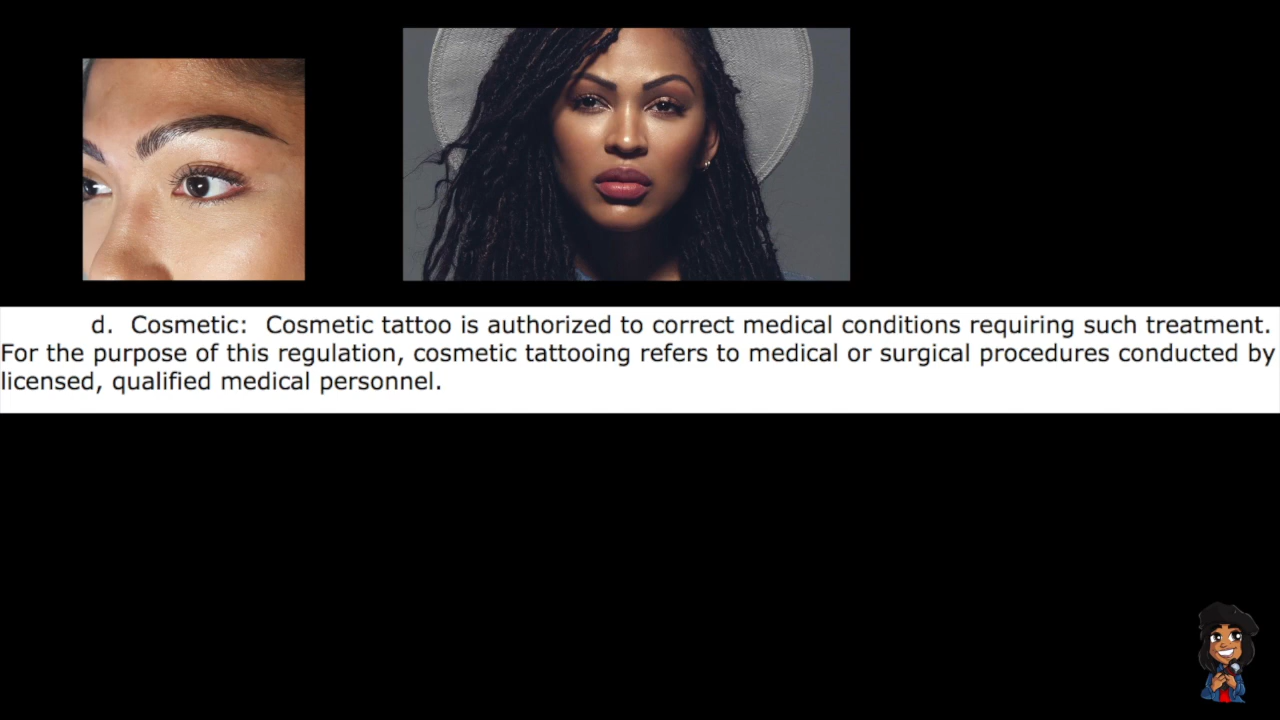 d. Cosmetic: Cosmetic tattoo is authorized to correct medical conditions requiring such treatment.
For the purpose of this regulation, cosmetic tattooing refers to medical or surgical procedures conducted by
licensed, qualified medical personnel.